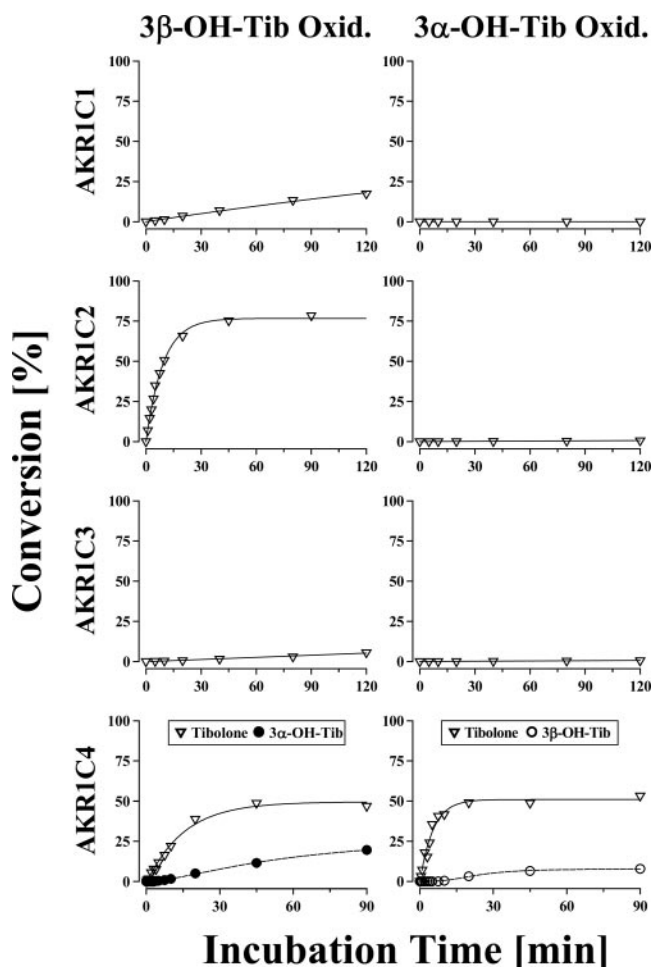 3β-OH-Tib Oxid. 3α-OH-Tib Oxid.
Conversion [%]
AKR1C1
100
75
50
25
0
0 30 60 90 120
100
75
50
25
0
0 30 60 90 120
AKR1C2
100
75
50
25
0
0 30 60 90 120
100
75
50
25
0
0 30 60 90 120
AKR1C3
100
75
50
25
0
0 30 60 90 120
100
75
50
25
0
0 30 60 90 120
AKR1C4
100
75
50
25
0
Tibolone 3α-OH-Tib
0 30 60 90
100
75
50
25
0
Tibolone 3β-OH-Tib
0 30 60 90
Incubation Time [min]